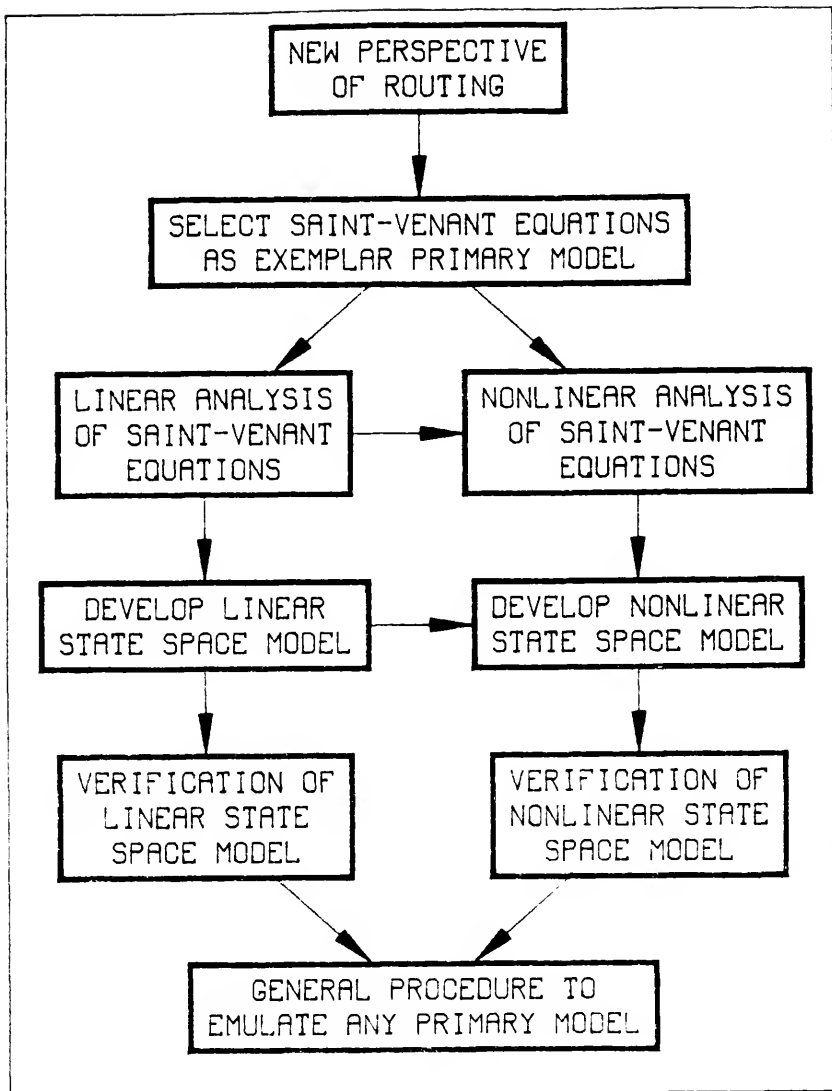 NEW PERSPECTIVE
OF ROUTING
SELECT SAINT-VENANT EQUATIONS
AS EXEMPLAR PRIMARY MODEL
LINEAR ANALYSIS
OF SAINT-VENANT
EQUATIONS
NONLINEAR ANALYSIS
OF SAINT-VENANT
EQUATIONS
DEVELOP LINEAR
STATE SPACE MODEL
DEVELOP NONLINEAR
STATE SPACE MODEL
VERIFICATION OF
LINEAR STATE
SPACE MODEL
VERIFICATION OF
NONLINEAR STATE
SPACE MODEL
GENERAL PROCEDURE TO
EMULATE ANY PRIMARY MODEL